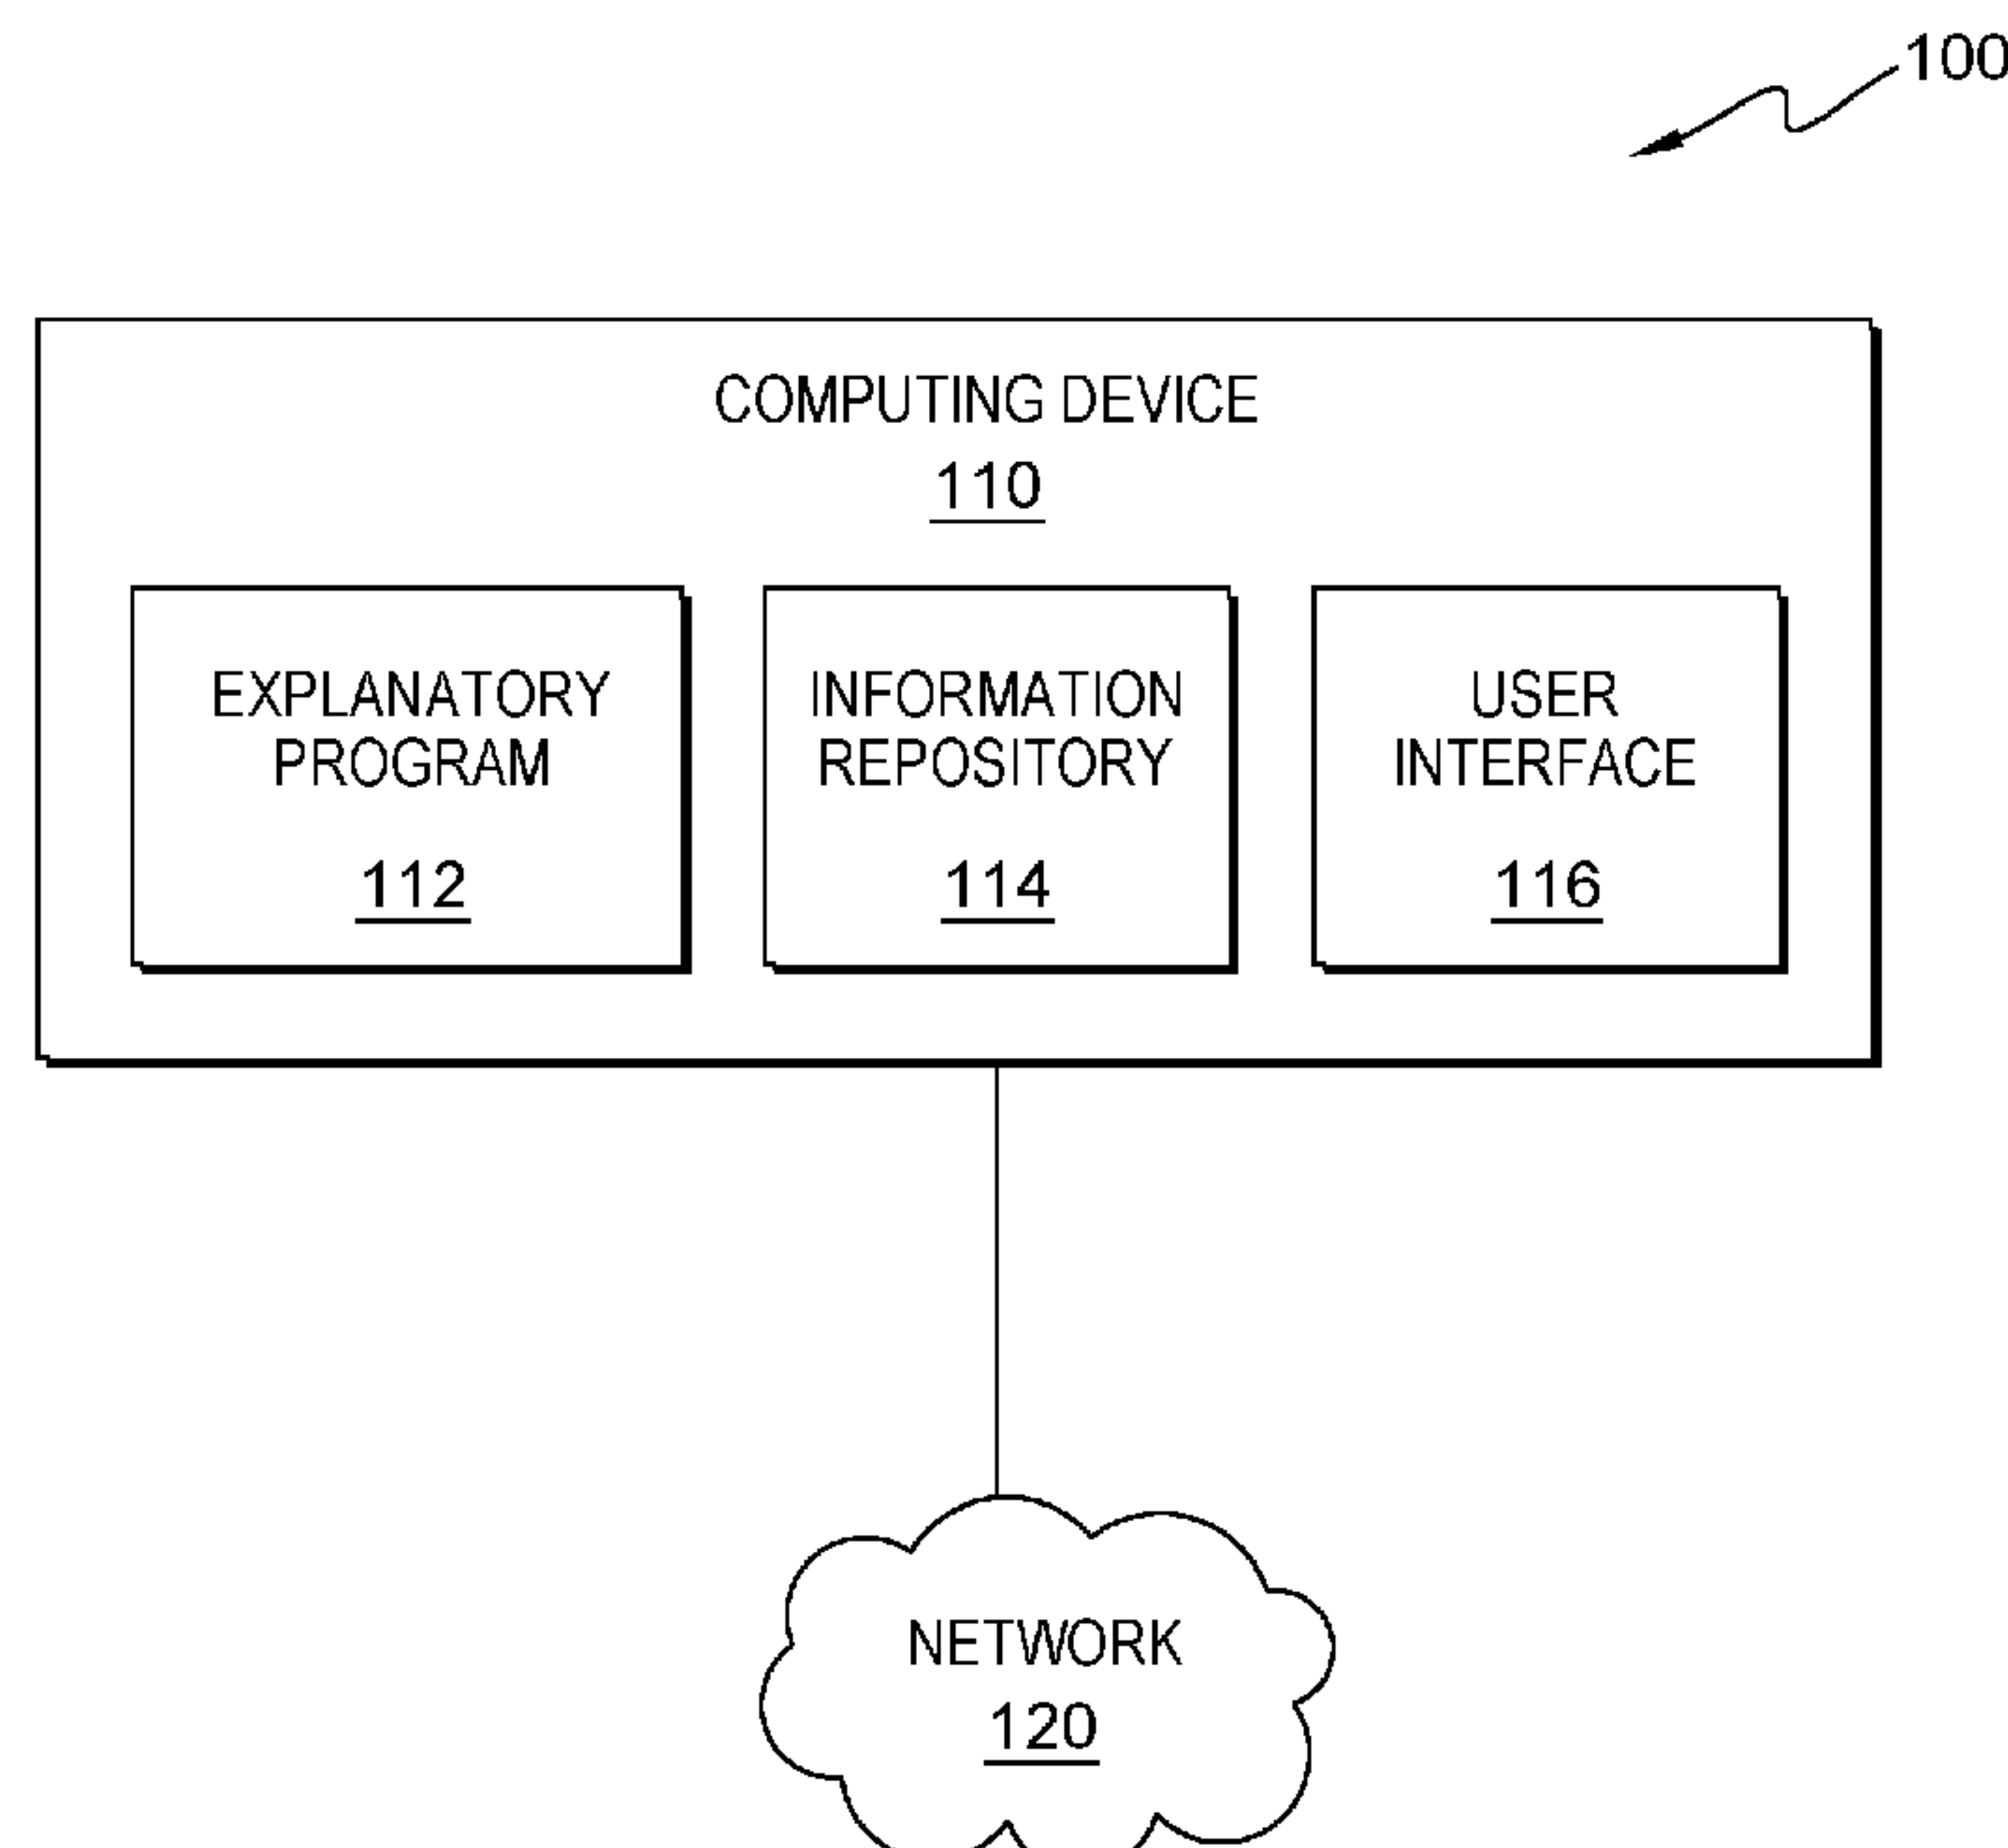 100
COMPUTING DEVICE
110
EXPLANATORY
PROGRAM
112
INFORMATION
REPOSITORY
114
USER
INTERFACE
116
NETWORK
120